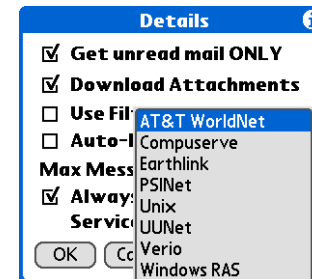 Details
Get unread mail ONLY
Download Attachments
Use Fil
AT&T WorldNet
Auto-
Compuserve
Earthlink
Max Mess
PSINet
Always
Unix
Servic
UUNet
OK
Verio
Windows RAS